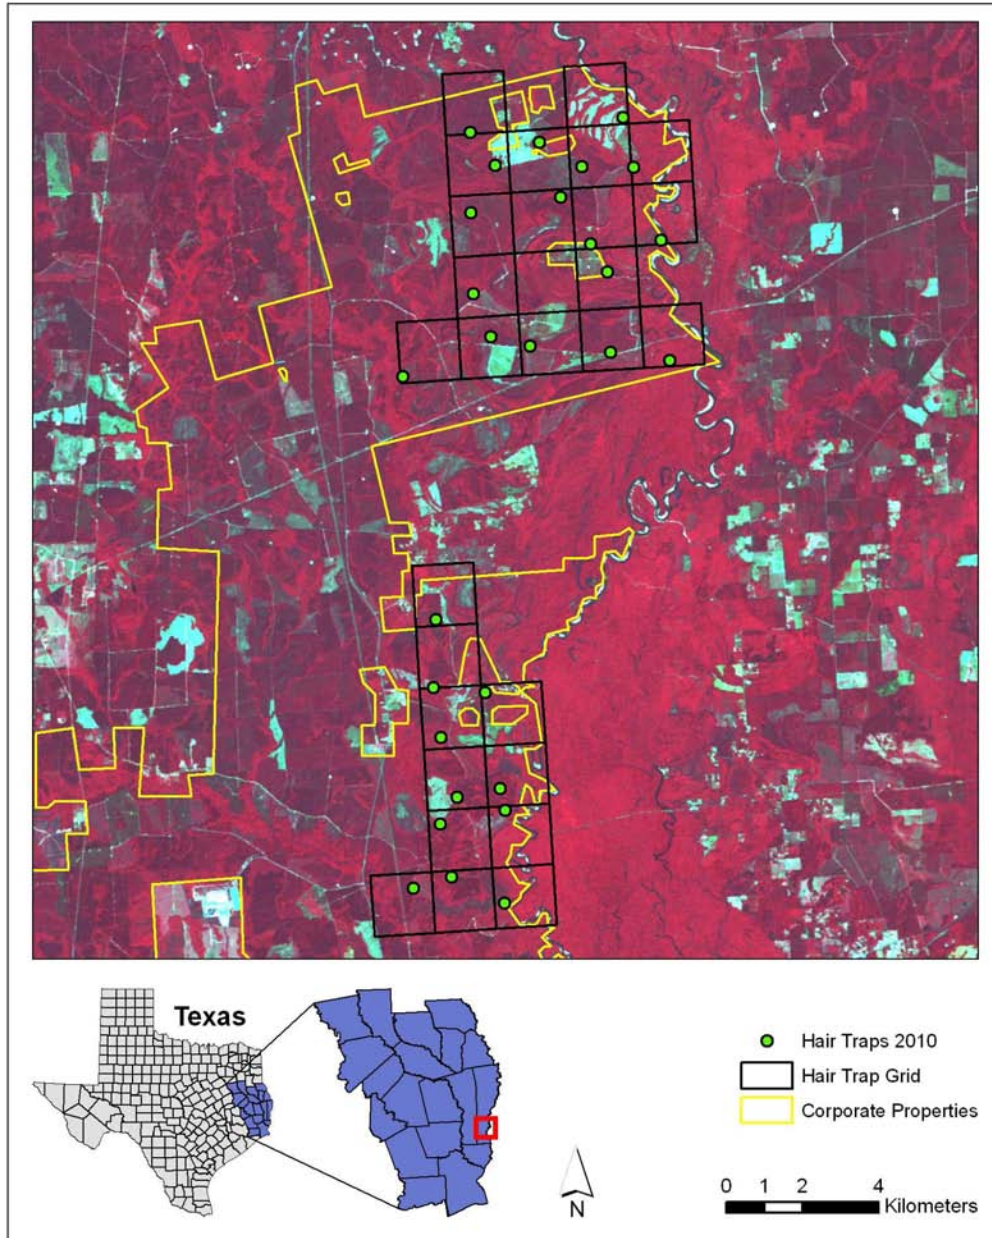 Texas
Hair Traps 2010
Hair Trap Grid
Corporate Properties
N
0 1 2 4
Kilometers